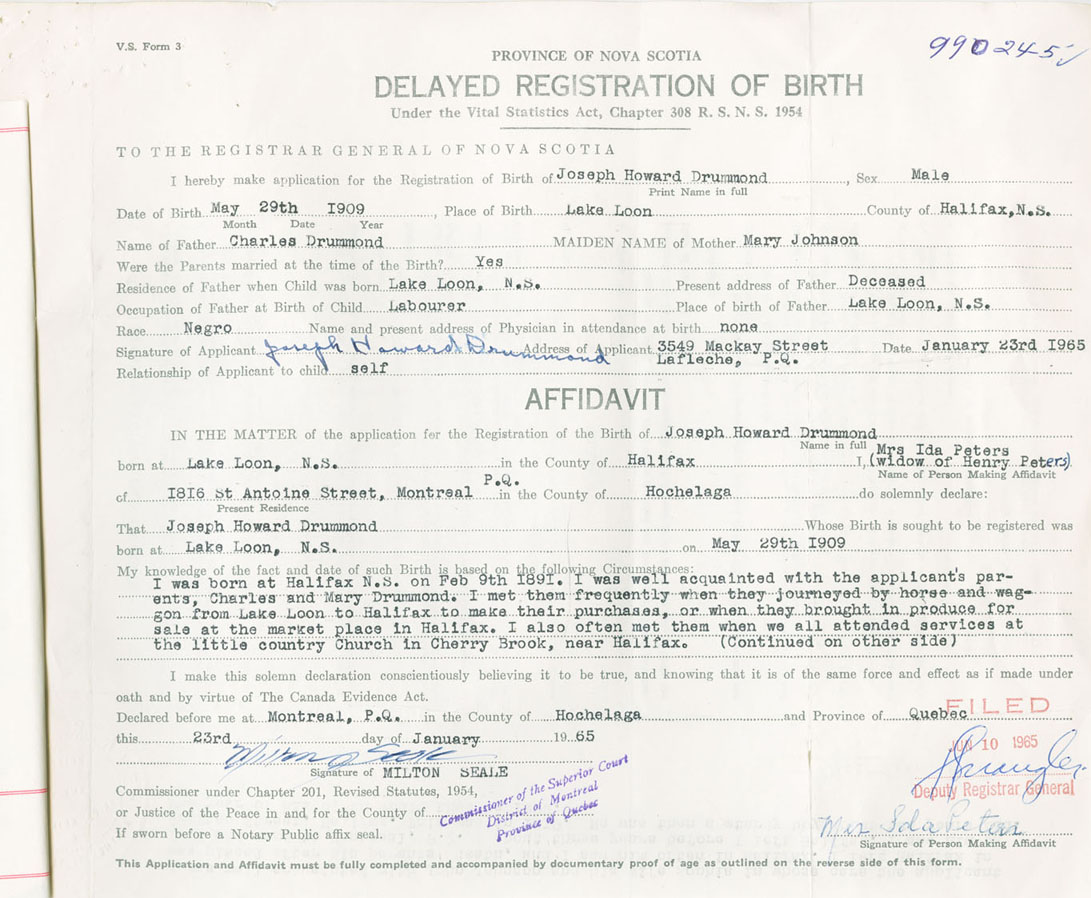 V.S. Form 3
9902451
PROVINCE OF NOVA SCOTIA
DELAYED REGISTRATION OF BIRTH
Under the Vital Statistics Act, Chapter 308 R. S. N. S. 1954
TO THE REGISTRAR GENERAL OF NOVA SCOTIA
I hereby make application for the Registration of Birth of Joseph Howard Drummond, Sex Male
Print Name in full
Date of Birth May 29th I909, Place of Birth Lake Loon County of Halifax,N.S.
Month Date Year
Name of Father Charles Drummond MAIDEN NAME of Mother Mary Johnson
Were the Parents married at the time of the Birth? Yes
Residence of Father when Child was born Lake Loon, N.S. Present address of Father Deceased
Occupation of Father at Birth of Child Labourer Place of birth of Father Lake Loon, N.S.
Race Negro Name and present address of Physician in attendance at birth none
Signature of Applicant Joseph Howard Drummond Address of Applicant 3549 Mackay Street Date January 23rd I965
Lafleche, P.Q.
Relationship of Applicant to child self
AFFIDAVIT
IN THE MATTER of the application for the Registration of the Birth of Joseph Howard Drummond
Name in full Mrs Ida Peters
born at Lake Loon, N.S. in the County of Halifax I, (widow of Henry Peters)
Name of Person Making Affidavit
P.Q.
of I8I6 St Antoine Street, Montreal in the County of Hochelaga do solemnly declare:
Present Residence
That Joseph Howard Drummond Whose Birth is sought to be registered was
born at Lake Loon, N.S. on May 29th I909
My knowledge of the fact and date of such Birth is based on the following Circumstances:
I was born at Halifax N.S. on Feb 9th I89I. I was well acquainted with the applicant's par-
ents, Charles and Mary Drummond. I met them frequently when they journeyed by horse and wag-
gon from Lake Loon to Halifax to make their purchases, or when they brought in produce for
sale at the market place in Halifax. I also often met them when we all attended services at
the little country Church in Cherry Brook, near Halifax. (Continued on other side)
I make this solemn declaration conscientiously believing it to be true, and knowing that it is of the same force and effect as if made under
oath and by virtue of The Canada Evidence Act.
Declared before me at Montreal, P.Q. in the County of Hochelaga and Province of Quebec
FILED
this 23rd day of January 1965
JUN 10 1965
Milton Seale
Signature of MILTON SEALE
Deputy Registrar General
Commissioner under Chapter 201, Revised Statutes, 1954,
or Justice of the Peace in and for the County of
Commissioner of the Superior Court
District of Montreal
Province of Quebec
If sworn before a Notary Public affix seal.
Mrs Ida Peters
Signature of Person Making Affidavit
This Application and Affidavit must be fully completed and accompanied by documentary proof of age as outlined on the reverse side of this form.